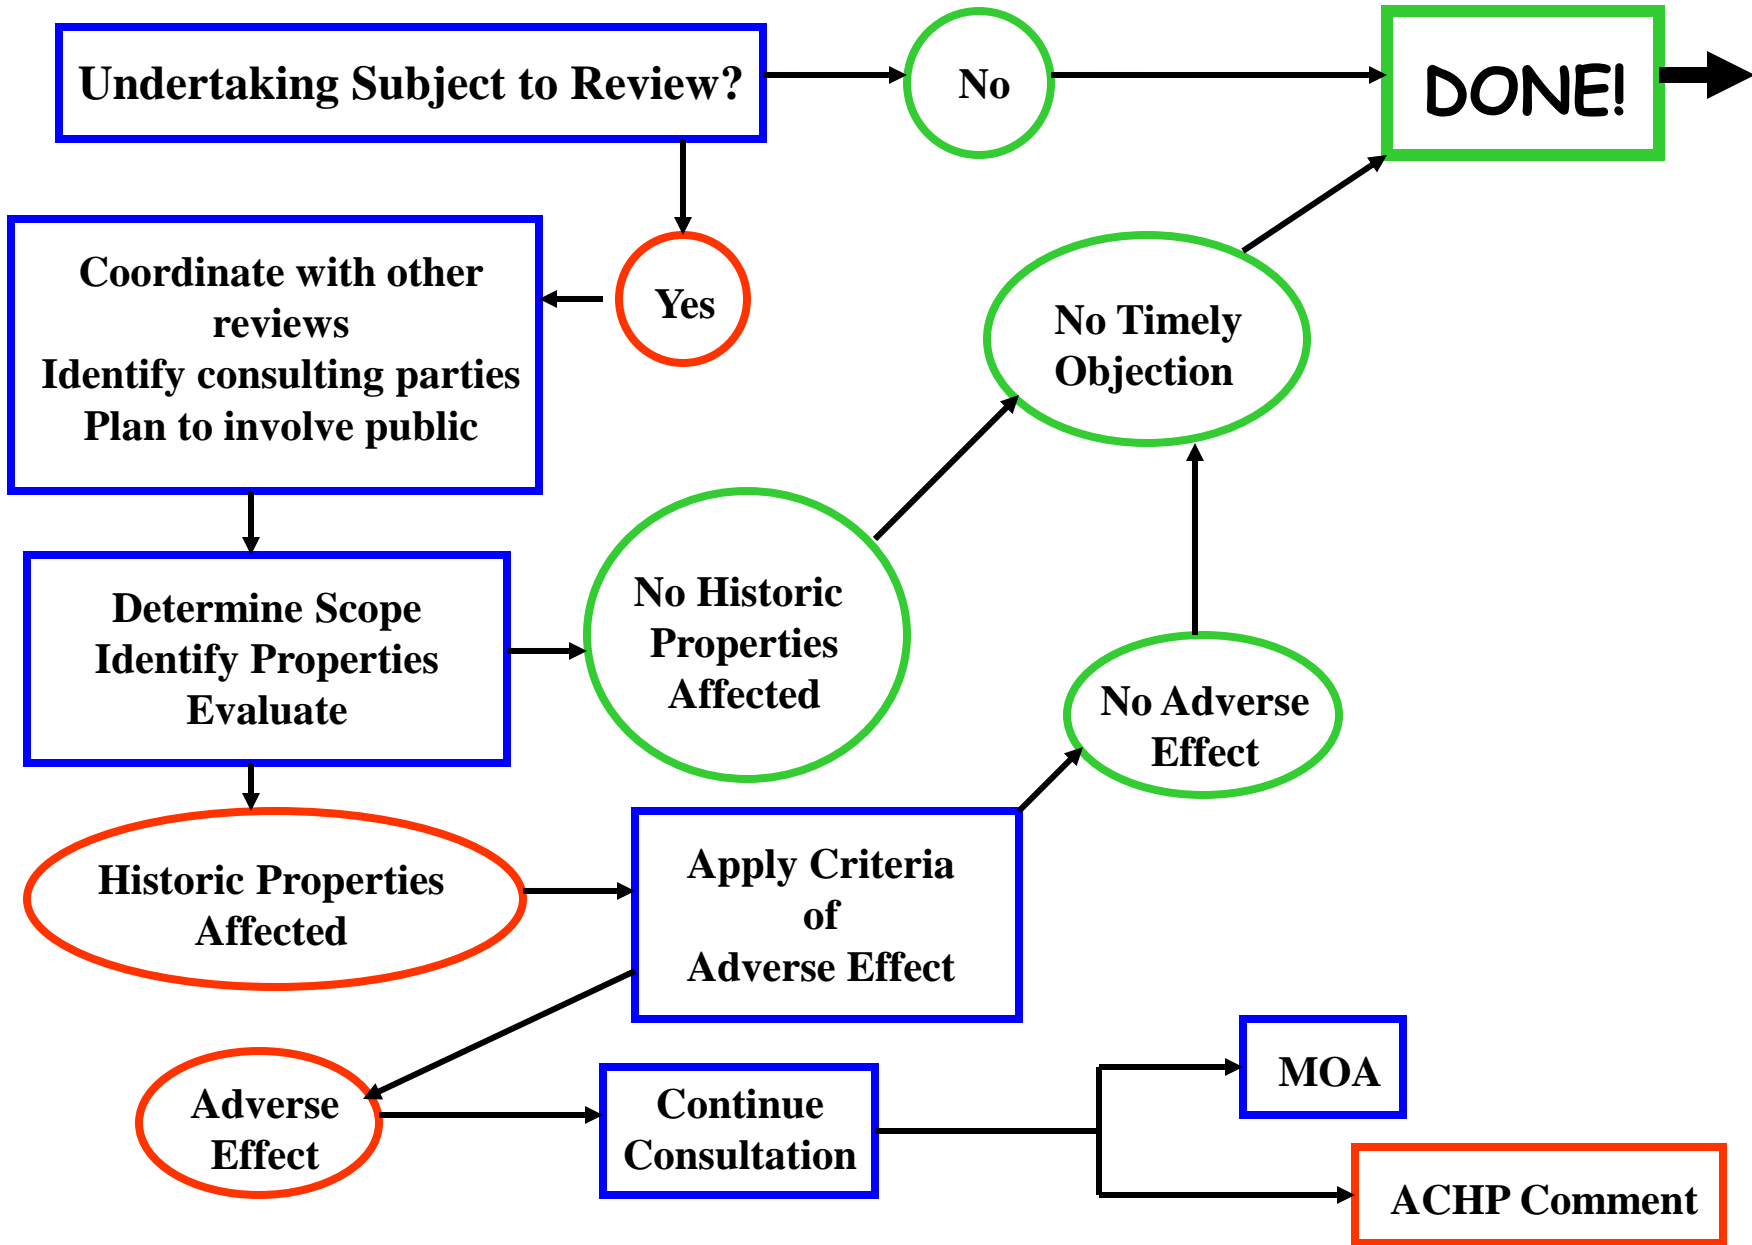 Undertaking Subject to Review?
No
DONE!
Yes
Coordinate with other
reviews
Identify consulting parties
Plan to involve public
No Timely
Objection
Determine Scope
Identify Properties
Evaluate
No Historic
Properties
Affected
No Adverse
Effect
Historic Properties
Affected
Apply Criteria
of
Adverse Effect
Adverse
Effect
Continue
Consultation
MOA
ACHP Comment